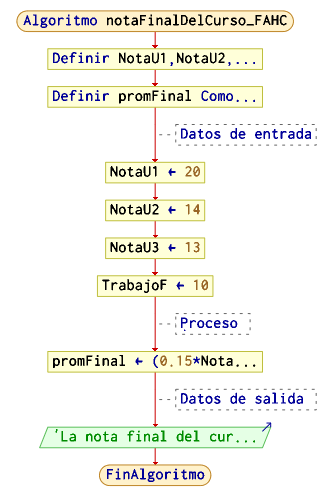 Algoritmo notaFinalDelCurso_FAHC
Definir NotaU1,NotaU2,...
Definir promFinal Como...
Datos de entrada
NotaU1 ← 20
NotaU2 ← 14
NotaU3 ← 13
TrabajoF ← 10
Proceso
promFinal ← (0.15*Nota...
Datos de salida
'La nota final del cur...
FinAlgoritmo